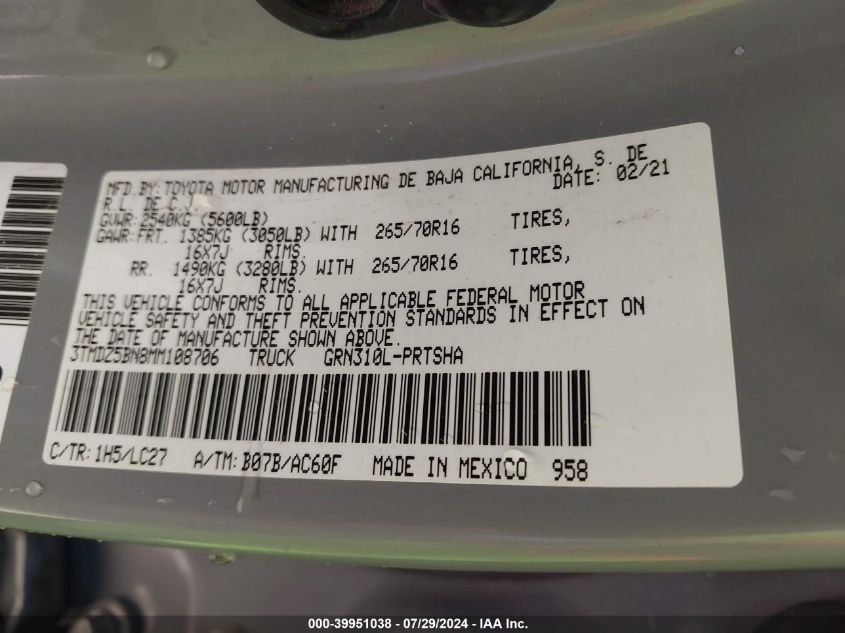 MFD.BY: TOYOTA MOTOR MANUFACTURING DE BAJA CALIFORNIA, S. DE
R.L. DE C. DATE: 02/21
GVWR: 2540KG (5600LB)
GAWR: FRT. 1385KG (3050LB) WITH 265/70R16 TIRES,
16X7J RIMS.
RR. 1490KG (3280LB) WITH 265/70R16 TIRES,
16X7J RIMS.
THIS VEHICLE CONFORMS TO ALL APPLICABLE FEDERAL MOTOR
VEHICLE SAFETY AND THEFT PREVENTION STANDARDS IN EFFECT ON
THE DATE OF MANUFACTURE SHOWN ABOVE.
3TMDZ5BN8MM108706 TRUCK GRN310L-PRTSHA
C/TR: 1H5/LC27 A/TM: B07B/AC60F MADE IN MEXICO 958
000-39951038 - 07/29/2024 - IAA Inc.